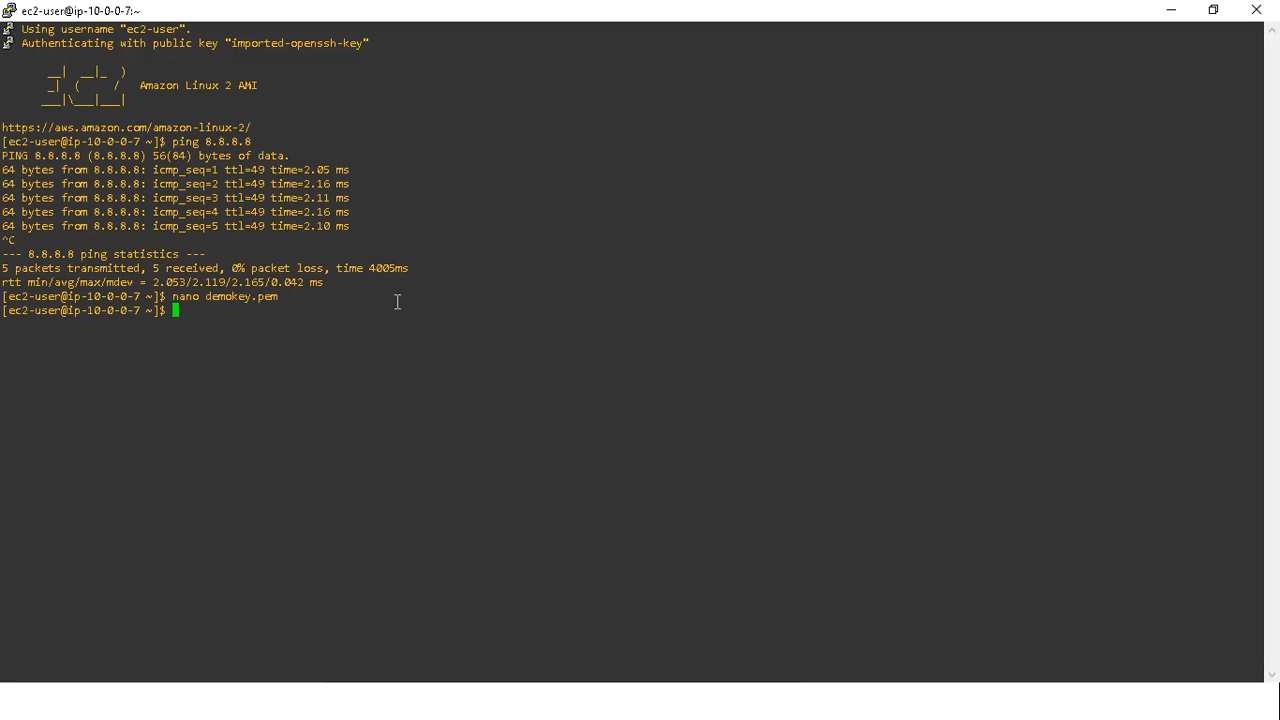 ec2-user@ip-10-0-0-7:~
Using username "ec2-user".
Authenticating with public key "imported-openssh-key"
__|  __|_  )
_|  (     /   Amazon Linux 2 AMI
___|\___|___|
https://aws.amazon.com/amazon-linux-2/
[ec2-user@ip-10-0-0-7 ~]$ ping 8.8.8.8
PING 8.8.8.8 (8.8.8.8) 56(84) bytes of data.
64 bytes from 8.8.8.8: icmp_seq=1 ttl=49 time=2.05 ms
64 bytes from 8.8.8.8: icmp_seq=2 ttl=49 time=2.16 ms
64 bytes from 8.8.8.8: icmp_seq=3 ttl=49 time=2.11 ms
64 bytes from 8.8.8.8: icmp_seq=4 ttl=49 time=2.16 ms
64 bytes from 8.8.8.8: icmp_seq=5 ttl=49 time=2.10 ms
^C
--- 8.8.8.8 ping statistics ---
5 packets transmitted, 5 received, 0% packet loss, time 4005ms
rtt min/avg/max/mdev = 2.053/2.119/2.165/0.042 ms
[ec2-user@ip-10-0-0-7 ~]$ nano demokey.pem
[ec2-user@ip-10-0-0-7 ~]$